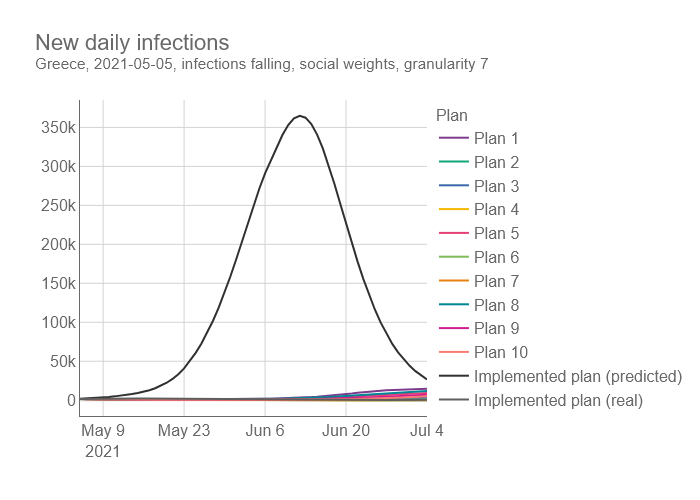 New daily infections
Greece, 2021-05-05, infections falling, social weights, granularity 7
350k
300k
250k
200k
150k
100k
50k
0
May 9
2021
May 23
Jun 6
Jun 20
Jul 4
Plan
Plan 1
Plan 2
Plan 3
Plan 4
Plan 5
Plan 6
Plan 7
Plan 8
Plan 9
Plan 10
Implemented plan (predicted)
Implemented plan (real)